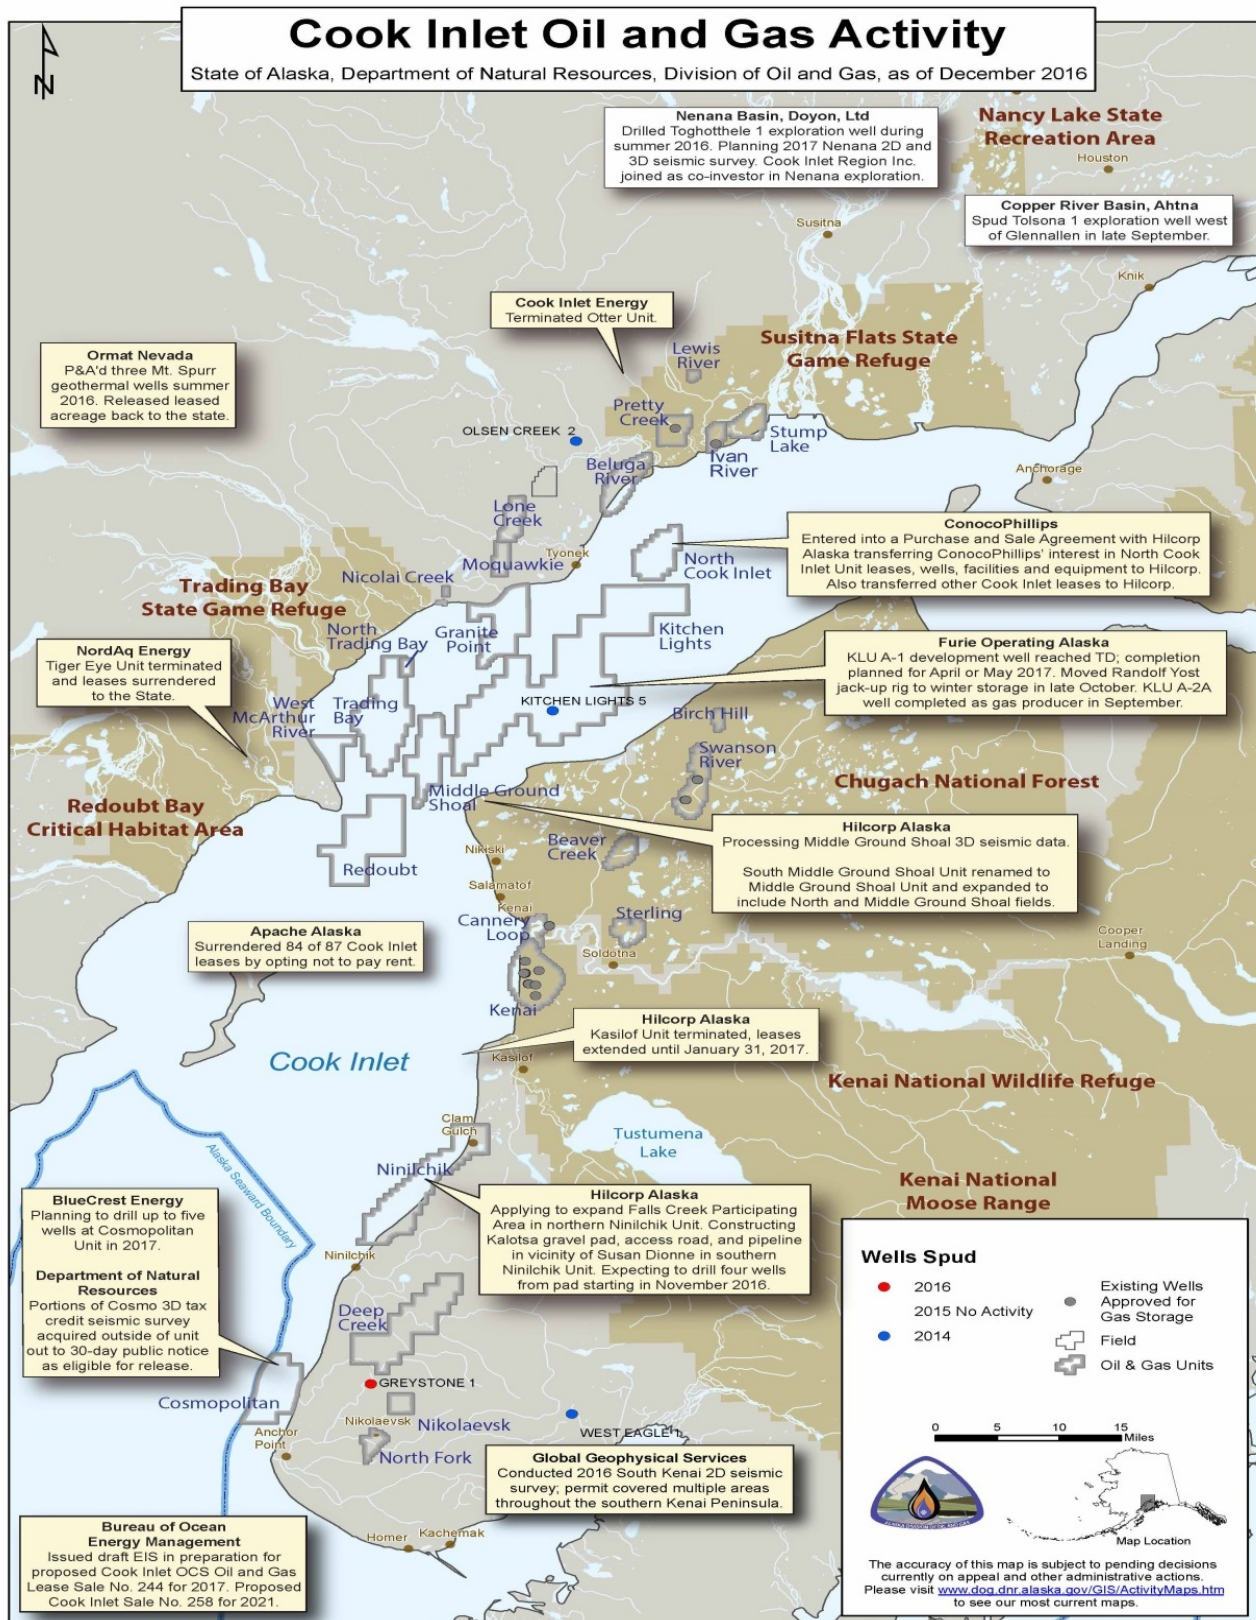 Cook Inlet Oil and Gas Activity
State of Alaska, Department of Natural Resources, Division of Oil and Gas, as of December 2016
N
Nenana Basin, Doyon, Ltd
Drilled Toghotthele 1 exploration well during
summer 2016. Planning 2017 Nenana 2D and
3D seismic survey. Cook Inlet Region Inc.
joined as co-investor in Nenana exploration.
Nancy Lake State
Recreation Area
Houston
Copper River Basin, Ahtna
Spud Tolsona 1 exploration well west
of Glennallen in late September.
Susitna
Knik
Cook Inlet Energy
Terminated Otter Unit.
Susitna Flats State
Game Refuge
Ormat Nevada
P&A'd three Mt. Spurr
geothermal wells summer
2016. Released leased
acreage back to the state.
Lewis
River
Pretty
Creek
OLSEN CREEK 2
Stump
Lake
Ivan
River
Beluga
River
Anchorage
Lone
Creek
ConocoPhillips
Entered into a Purchase and Sale Agreement with Hilcorp
Alaska transferring ConocoPhillips' interest in North Cook
Inlet Unit leases, wells, facilities and equipment to Hilcorp.
Also transferred other Cook Inlet leases to Hilcorp.
Tyonek
Moquawkie
North
Cook Inlet
Nicolai Creek
Trading Bay
State Game Refuge
North
Trading Bay
Granite
Point
Kitchen
Lights
NordAq Energy
Tiger Eye Unit terminated
and leases surrendered
to the State.
Furie Operating Alaska
KLU A-1 development well reached TD; completion
planned for April or May 2017. Moved Randolf Yost
jack-up rig to winter storage in late October. KLU A-2A
well completed as gas producer in September.
West
McArthur
River
Trading
Bay
KITCHEN LIGHTS 5
Birch Hill
Swanson
River
Chugach National Forest
Redoubt Bay
Critical Habitat Area
Middle Ground
Shoal
Hilcorp Alaska
Processing Middle Ground Shoal 3D seismic data.
South Middle Ground Shoal Unit renamed to
Middle Ground Shoal Unit and expanded to
include North and Middle Ground Shoal fields.
Beaver
Creek
Nikiski
Redoubt
Salamatof
Kenai
Cannery
Loop
Sterling
Apache Alaska
Surrendered 84 of 87 Cook Inlet
leases by opting not to pay rent.
Soldotna
Cooper
Landing
Kenai
Hilcorp Alaska
Kasilof Unit terminated, leases
extended until January 31, 2017.
Cook Inlet
Kasilof
Kenai National Wildlife Refuge
Clam
Gulch
Tustumena
Lake
Alaska Seaward Boundary
Ninilchik
Kenai National
Moose Range
BlueCrest Energy
Planning to drill up to five
wells at Cosmopolitan
Unit in 2017.
Department of Natural
Resources
Portions of Cosmo 3D tax
credit seismic survey
acquired outside of unit
out to 30-day public notice
as eligible for release.
Hilcorp Alaska
Applying to expand Falls Creek Participating
Area in northern Ninilchik Unit. Constructing
Kalotsa gravel pad, access road, and pipeline
in vicinity of Susan Dionne in southern
Ninilchik Unit. Expecting to drill four wells
from pad starting in November 2016.
Ninilchik
Deep
Creek
GREYSTONE 1
Cosmopolitan
Nikolaevsk
Nikolaevsk
WEST EAGLE 1
Anchor
Point
North Fork
Global Geophysical Services
Conducted 2016 South Kenai 2D seismic
survey; permit covered multiple areas
throughout the southern Kenai Peninsula.
Bureau of Ocean
Energy Management
Issued draft EIS in preparation for
proposed Cook Inlet OCS Oil and Gas
Lease Sale No. 244 for 2017. Proposed
Cook Inlet Sale No. 258 for 2021.
Homer
Kachemak
Wells Spud
2016
2015 No Activity
2014
Existing Wells
Approved for
Gas Storage
Field
Oil & Gas Units
0 5 10 15
Miles
ALASKA DIVISION OF OIL AND GAS
Map Location
The accuracy of this map is subject to pending decisions
currently on appeal and other administrative actions.
Please visit www.dog.dnr.alaska.gov/GIS/ActivityMaps.htm
to see our most current maps.